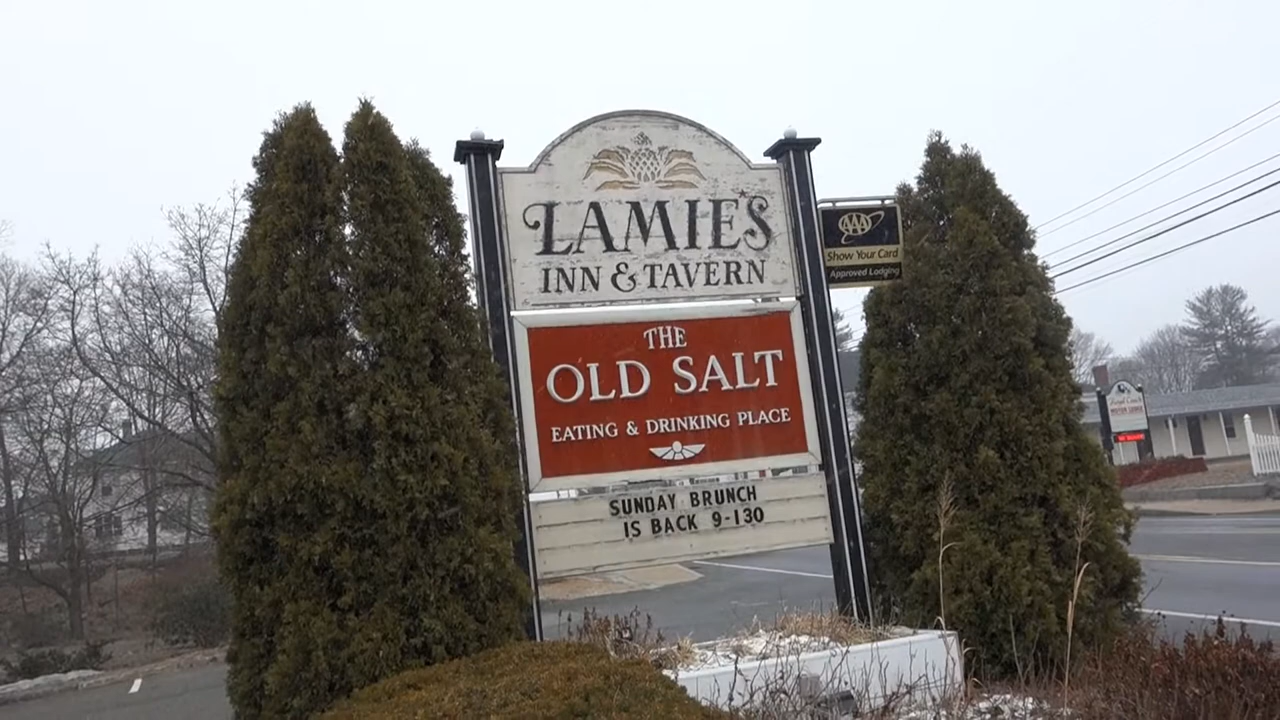 LAMIE'S
INN & TAVERN
AAA
Show Your Card
Approved Lodging
THE
OLD SALT
EATING & DRINKING PLACE
SUNDAY BRUNCH
IS BACK 9-130